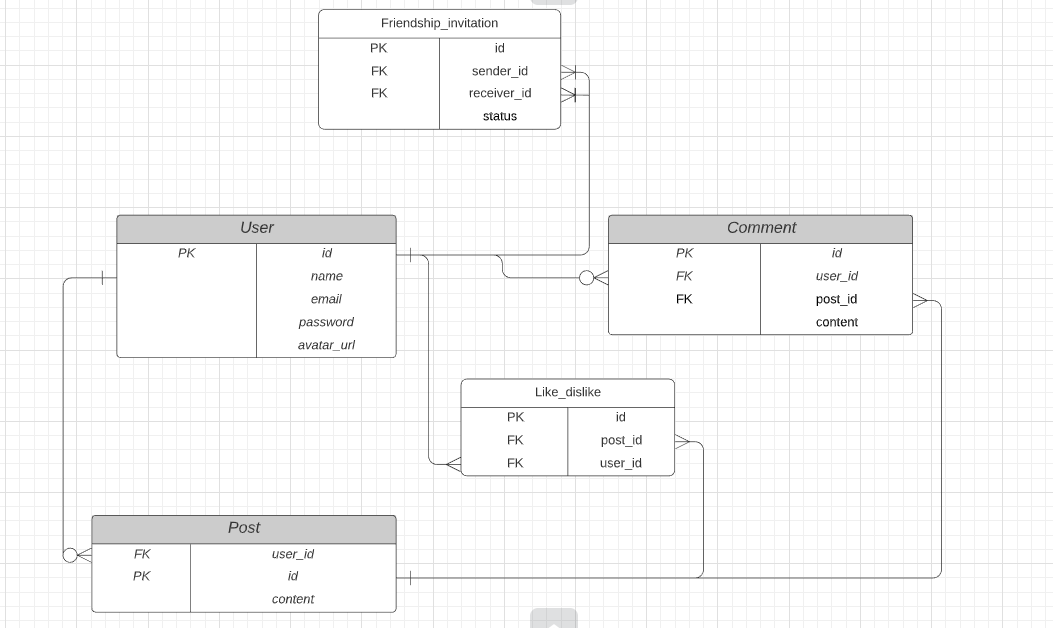 Friendship_invitation
PK id
FK sender_id
FK receiver_id
status
User
PK id
name
email
password
avatar_url
Comment
PK id
FK user_id
FK post_id
content
Like_dislike
PK id
FK post_id
FK user_id
Post
FK user_id
PK id
content